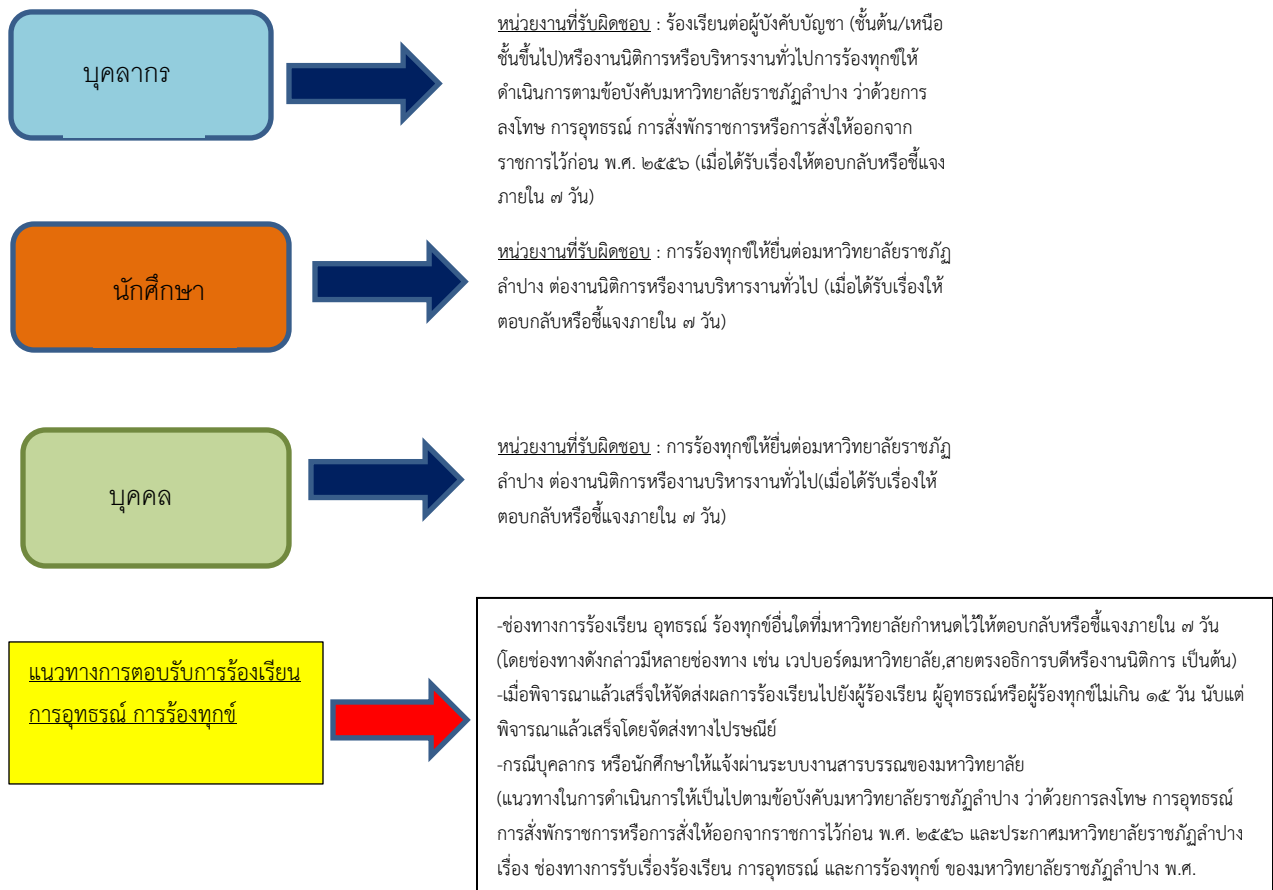 บุคลากร
หน่วยงานที่รับผิดชอบ : ร้องเรียนต่อผู้บังคับบัญชา (ชั้นต้น/เหนือ
ชั้นขึ้นไป)หรืองานนิติการหรือบริหารงานทั่วไปการร้องทุกข์ให้
ดำเนินการตามข้อบังคับมหาวิทยาลัยราชภัฏลำปาง ว่าด้วยการ
ลงโทษ การอุทธรณ์ การสั่งพักราชการหรือการสั่งให้ออกจาก
ราชการไว้ก่อน พ.ศ. ๒๕๕๖ (เมื่อได้รับเรื่องให้ตอบกลับหรือชี้แจง
ภายใน ๗ วัน)
นักศึกษา
หน่วยงานที่รับผิดชอบ : การร้องทุกข์ให้ยื่นต่อมหาวิทยาลัยราชภัฏ
ลำปาง ต่องานนิติการหรืองานบริหารงานทั่วไป (เมื่อได้รับเรื่องให้
ตอบกลับหรือชี้แจงภายใน ๗ วัน)
บุคคล
หน่วยงานที่รับผิดชอบ : การร้องทุกข์ให้ยื่นต่อมหาวิทยาลัยราชภัฏ
ลำปาง ต่องานนิติการหรืองานบริหารงานทั่วไป(เมื่อได้รับเรื่องให้
ตอบกลับหรือชี้แจงภายใน ๗ วัน)
แนวทางการตอบรับการร้องเรียน
การอุทธรณ์ การร้องทุกข์
-ช่องทางการร้องเรียน อุทธรณ์ ร้องทุกข์อื่นใดที่มหาวิทยาลัยกำหนดไว้ให้ตอบกลับหรือชี้แจงภายใน ๗ วัน
(โดยช่องทางดังกล่าวมีหลายช่องทาง เช่น เวปบอร์ดมหาวิทยาลัย,สายตรงอธิการบดีหรืองานนิติการ เป็นต้น)
-เมื่อพิจารณาแล้วเสร็จให้จัดส่งผลการร้องเรียนไปยังผู้ร้องเรียน ผู้อุทธรณ์หรือผู้ร้องทุกข์ไม่เกิน ๑๕ วัน นับแต่
พิจารณาแล้วเสร็จโดยจัดส่งทางไปรษณีย์
-กรณีบุคลากร หรือนักศึกษาให้แจ้งผ่านระบบงานสารบรรณของมหาวิทยาลัย
(แนวทางในการดำเนินการให้เป็นไปตามข้อบังคับมหาวิทยาลัยราชภัฏลำปาง ว่าด้วยการลงโทษ การอุทธรณ์
การสั่งพักราชการหรือการสั่งให้ออกจากราชการไว้ก่อน พ.ศ. ๒๕๕๖ และประกาศมหาวิทยาลัยราชภัฏลำปาง
เรื่อง ช่องทางการรับเรื่องร้องเรียน การอุทธรณ์ และการร้องทุกข์ ของมหาวิทยาลัยราชภัฏลำปาง พ.ศ.